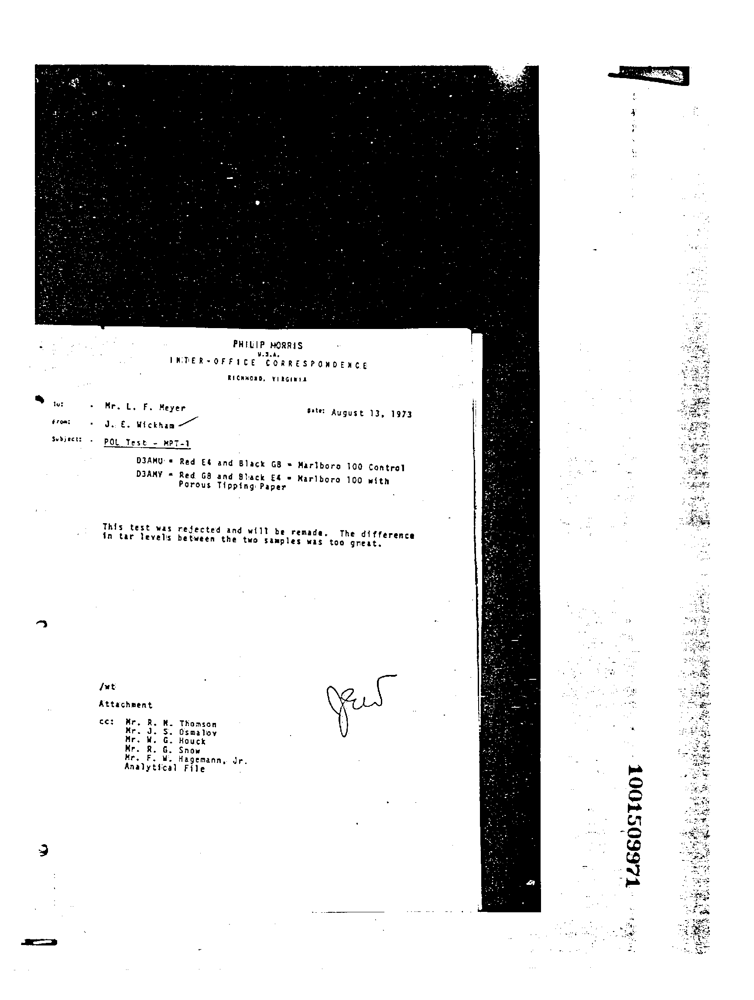 PHILIP MORRIS
U.S.A.
INTER-OFFICE CORRESPONDENCE
RICHMOND, VIRGINIA
To: - Mr. L. F. Meyer Date: August 13, 1973
From: - J. E. Wickham
Subject: - POL Test - MPT-1
D3AMU = Red E4 and Black G8 = Marlboro 100 Control
D3AMV = Red G8 and Black E4 = Marlboro 100 with
Porous Tipping Paper
This test was rejected and will be remade. The difference
in tar levels between the two samples was too great.
/wt
Attachment
cc: Mr. R. M. Thomson
Mr. J. S. Osmalov
Mr. W. G. Houck
Mr. R. G. Snow
Mr. F. W. Hagemann, Jr.
Analytical File
1001509971